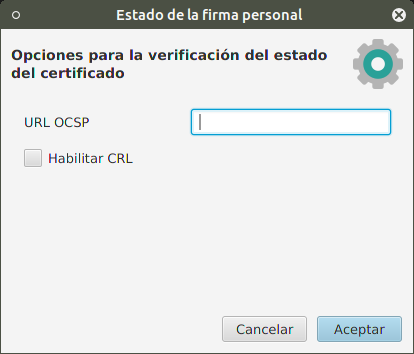 Estado de la firma personal
Opciones para la verificación del estado
del certificado
URL OCSP
Habilitar CRL
Cancelar
Aceptar